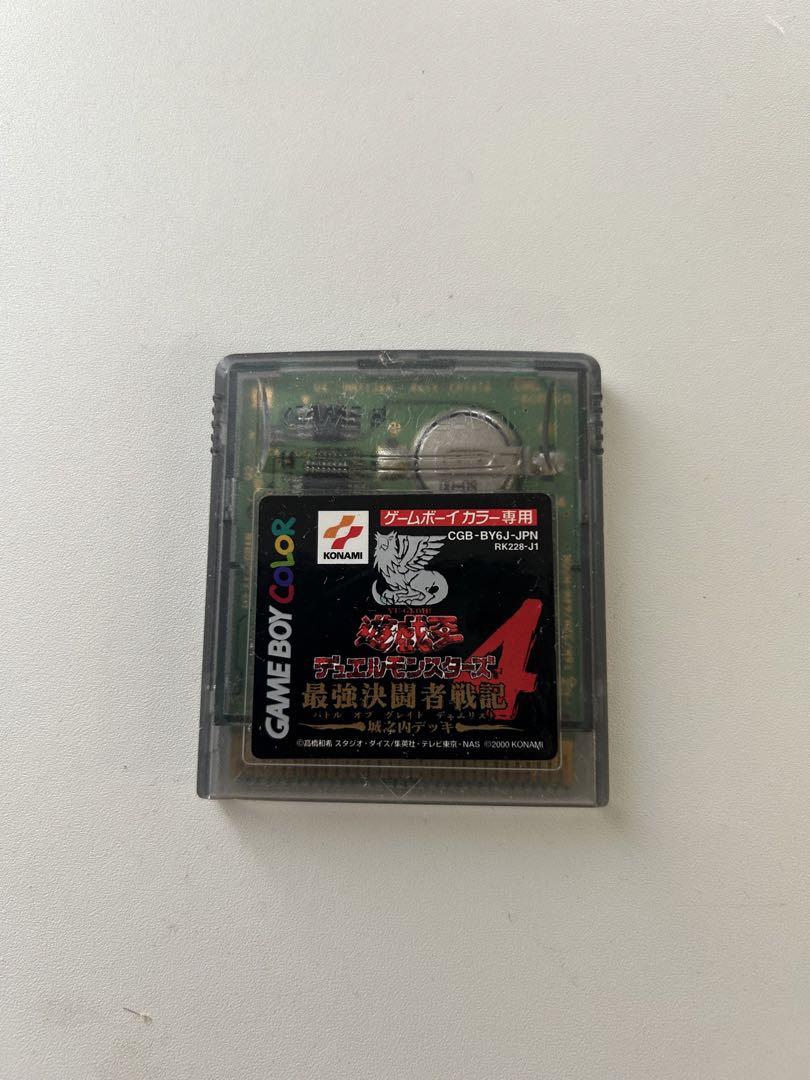 GAME B
ゲームボーイカラー専用
KONAMI
CGB-BY6J-JPN
RK228-J1
GAME BOY COLOR
YU-GI-OH!
遊戯王
デュエルモンスターズ4
最強決闘者戦記
バトル オブ グレイト デュエリスト
城之内デッキ
©高橋和希 スタジオ・ダイス/集英社・テレビ東京・NAS ©2000 KONAMI